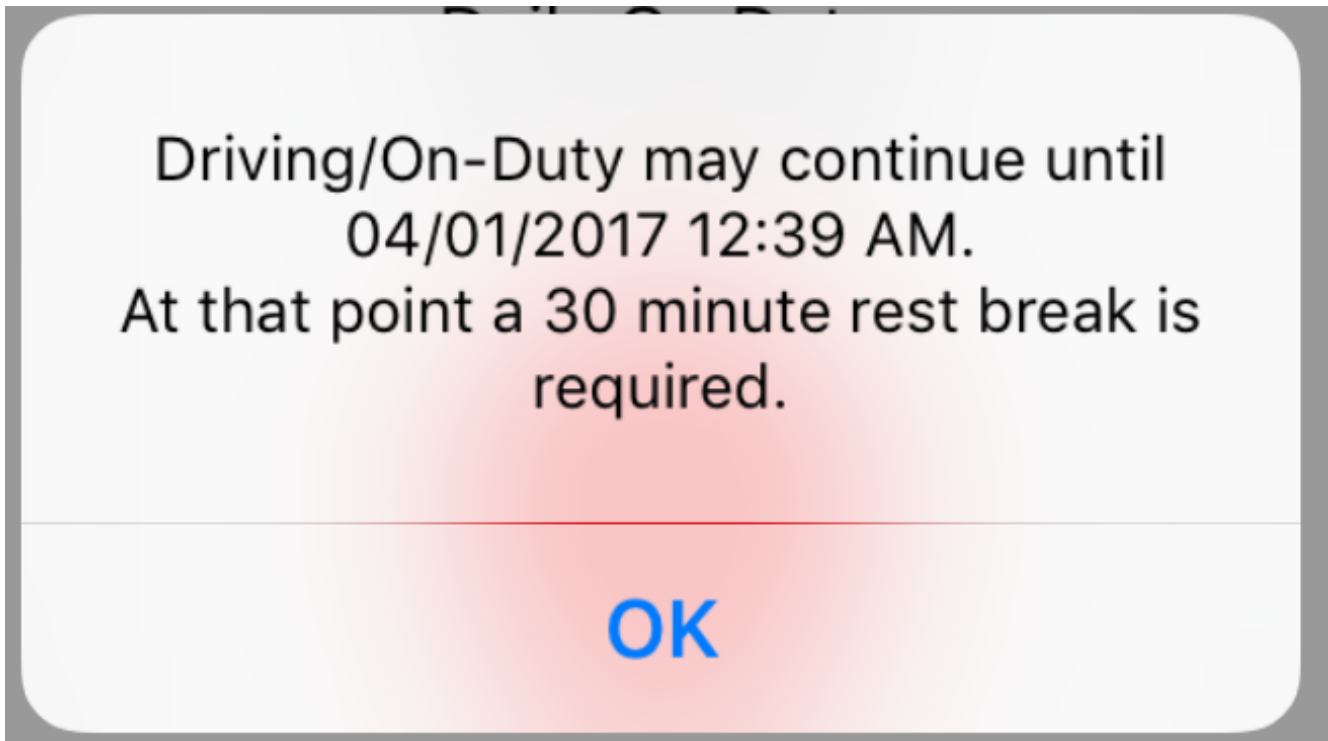 Driving/On-Duty may continue until
04/01/2017 12:39 AM.
At that point a 30 minute rest break is
required.
OK